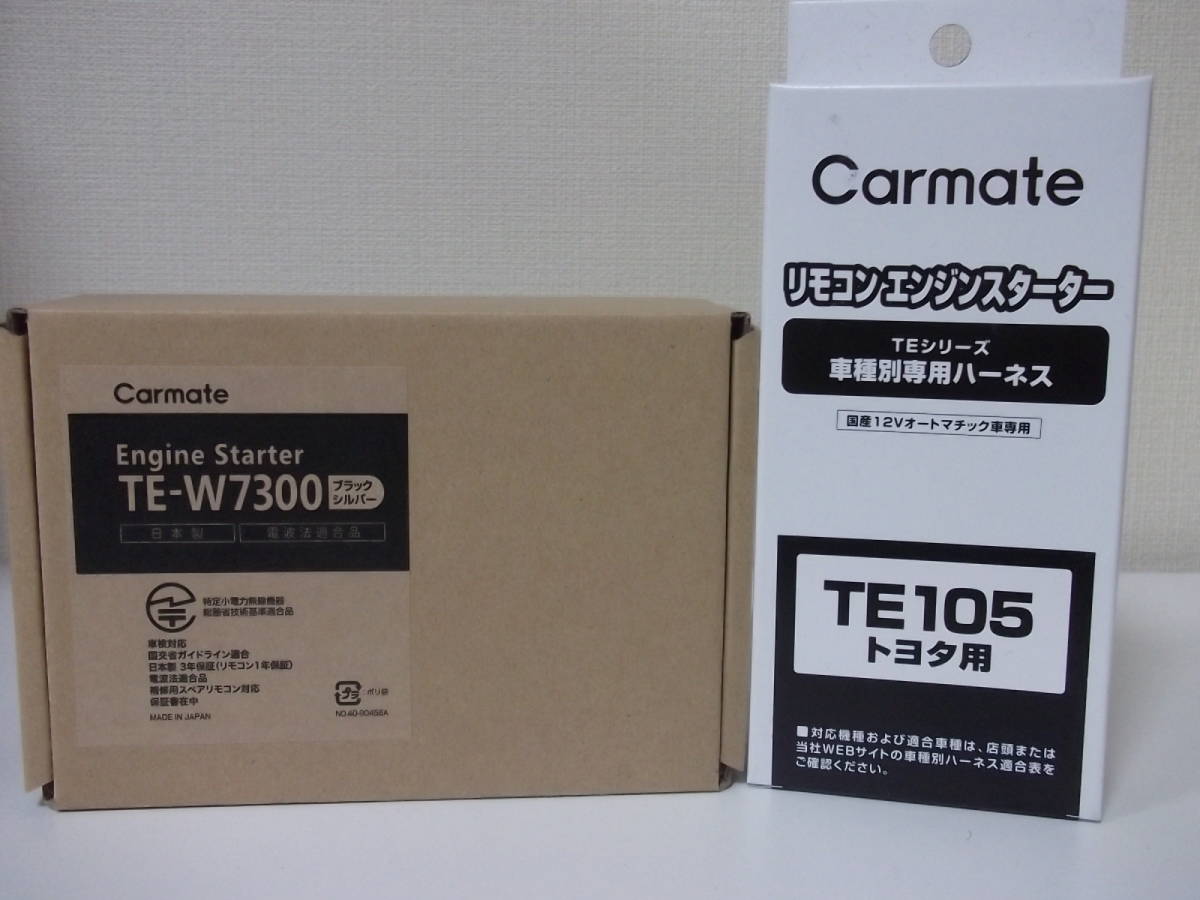 Carmate
Engine Starter
TE-W7300
ブラック
シルバー
日本製
電波法適合品
特定小電力無線機器
総務省技術基準適合品
車検対応
国交省ガイドライン適合
日本製 3年保証(リモコン1年保証)
電波法適合品
補修用スペアリモコン対応
保証書在中
MADE IN JAPAN
プラ
:ポリ袋
Carmate
リモコン エンジンスターター
TEシリーズ
車種別専用ハーネス
国産12Vオートマチック車専用
TE105
トヨタ用
■対応機種および適合車種は、店頭または
当社WEBサイトの車種別ハーネス適合表を
ご確認ください。